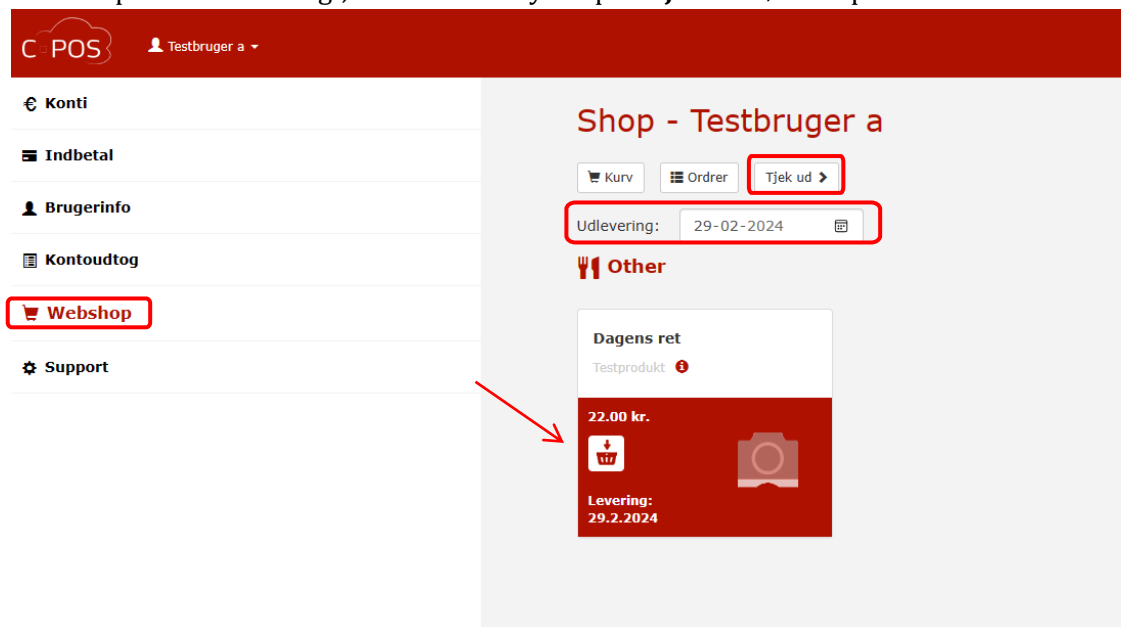 C POS
Testbruger a
€ Konti
Indbetal
Brugerinfo
Kontoudtog
Webshop
Support
Shop - Testbruger a
Kurv Ordrer Tjek ud
Udlevering: 29-02-2024
Other
Dagens ret
Testprodukt
22.00 kr.
Levering:
29.2.2024